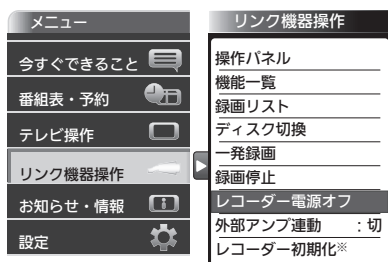 メニュー
今すぐできること
番組表・予約
テレビ操作
リンク機器操作
お知らせ・情報
設定
リンク機器操作
操作パネル
機能一覧
録画リスト
ディスク切換
一発録画
録画停止
レコーダー電源オフ
外部アンプ連動 :切
レコーダー初期化※